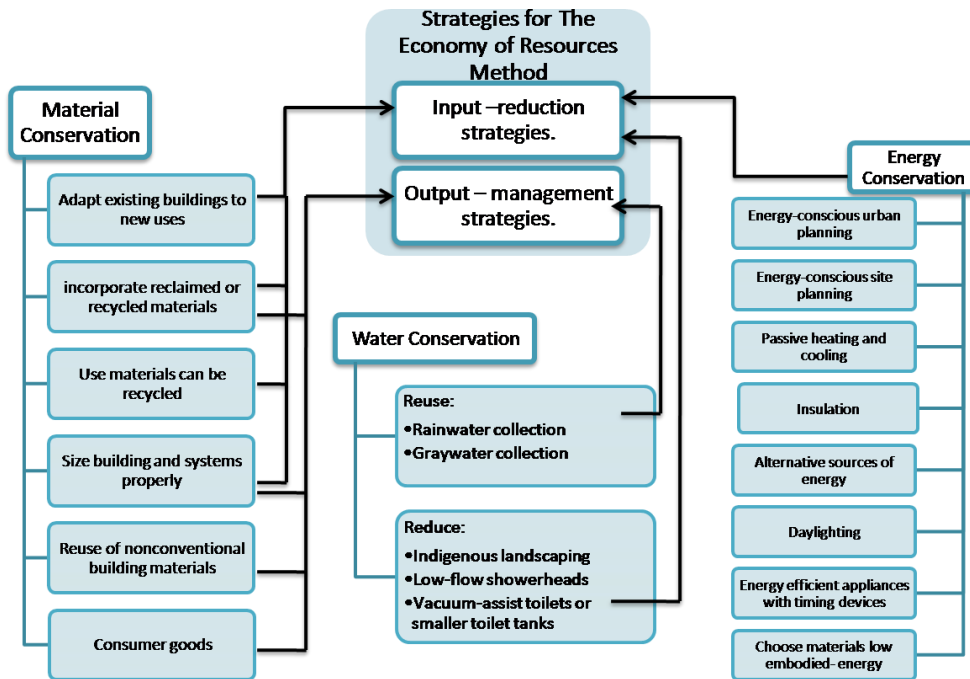 Strategies for The
Economy of Resources
Method
Input –reduction
strategies.
Output – management
strategies.
Material
Conservation
Adapt existing buildings to
new uses
incorporate reclaimed or
recycled materials
Use materials can be
recycled
Size building and systems
properly
Reuse of nonconventional
building materials
Consumer goods
Water Conservation
Reuse:
•Rainwater collection
•Graywater collection
Reduce:
•Indigenous landscaping
•Low-flow showerheads
•Vacuum-assist toilets or
smaller toilet tanks
Energy
Conservation
Energy-conscious urban
planning
Energy-conscious site
planning
Passive heating and
cooling
Insulation
Alternative sources of
energy
Daylighting
Energy efficient appliances
with timing devices
Choose materials low
embodied-energy